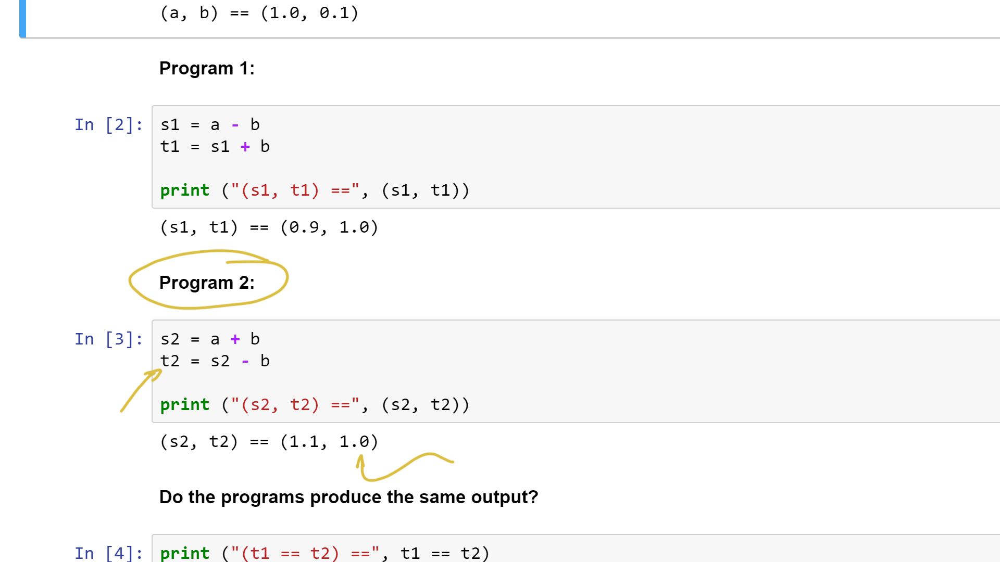 (a, b) == (1.0, 0.1)
Program 1:
In [2]: s1 = a - b
t1 = s1 + b
print ("(s1, t1) ==", (s1, t1))
(s1, t1) == (0.9, 1.0)
Program 2:
In [3]: s2 = a + b
t2 = s2 - b
print ("(s2, t2) ==", (s2, t2))
(s2, t2) == (1.1, 1.0)
Do the programs produce the same output?
In [4]: print ("(t1 == t2) ==", t1 == t2)